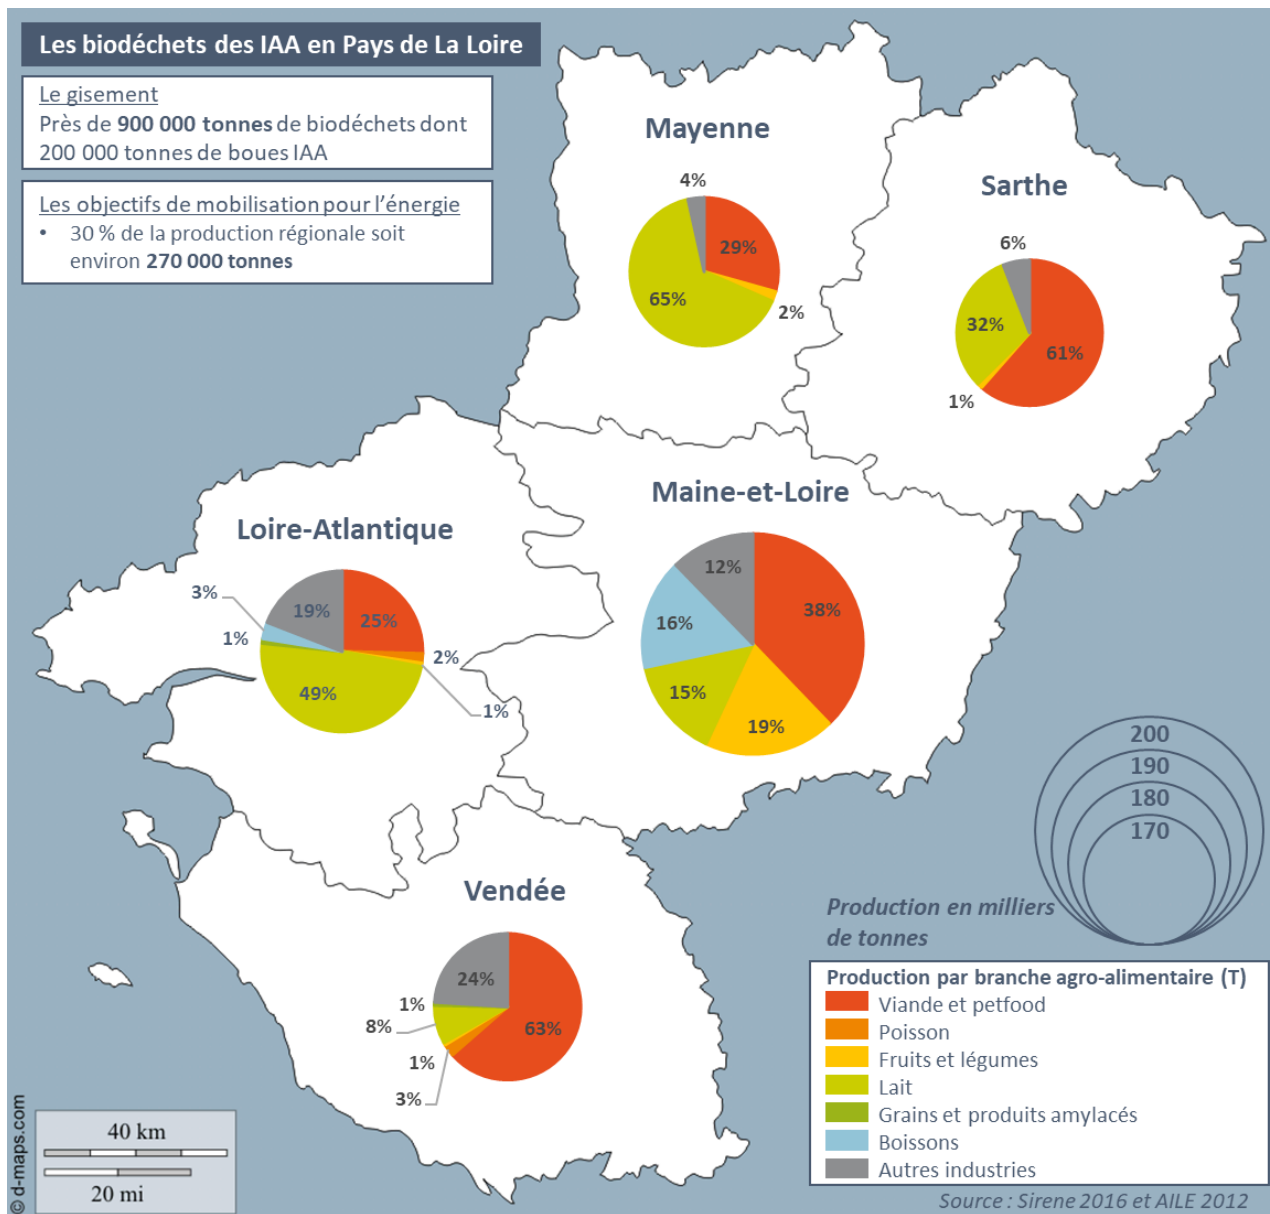 Les biodéchets des IAA en Pays de La Loire
Le gisement
Près de 900 000 tonnes de biodéchets dont
200 000 tonnes de boues IAA
Les objectifs de mobilisation pour l'énergie
• 30 % de la production régionale soit
environ 270 000 tonnes
Mayenne
4%
29%
65%
2%
Sarthe
6%
32%
61%
1%
Maine-et-Loire
12%
38%
16%
15%
19%
Loire-Atlantique
3%
19%
25%
1%
2%
49%
1%
Vendée
24%
1%
8%
63%
1%
3%
200
190
180
170
Production en milliers
de tonnes
Production par branche agro-alimentaire (T)
Viande et petfood
Poisson
Fruits et légumes
Lait
Grains et produits amylacés
Boissons
Autres industries
Source : Sirene 2016 et AILE 2012
40 km
20 mi
© d-maps.com